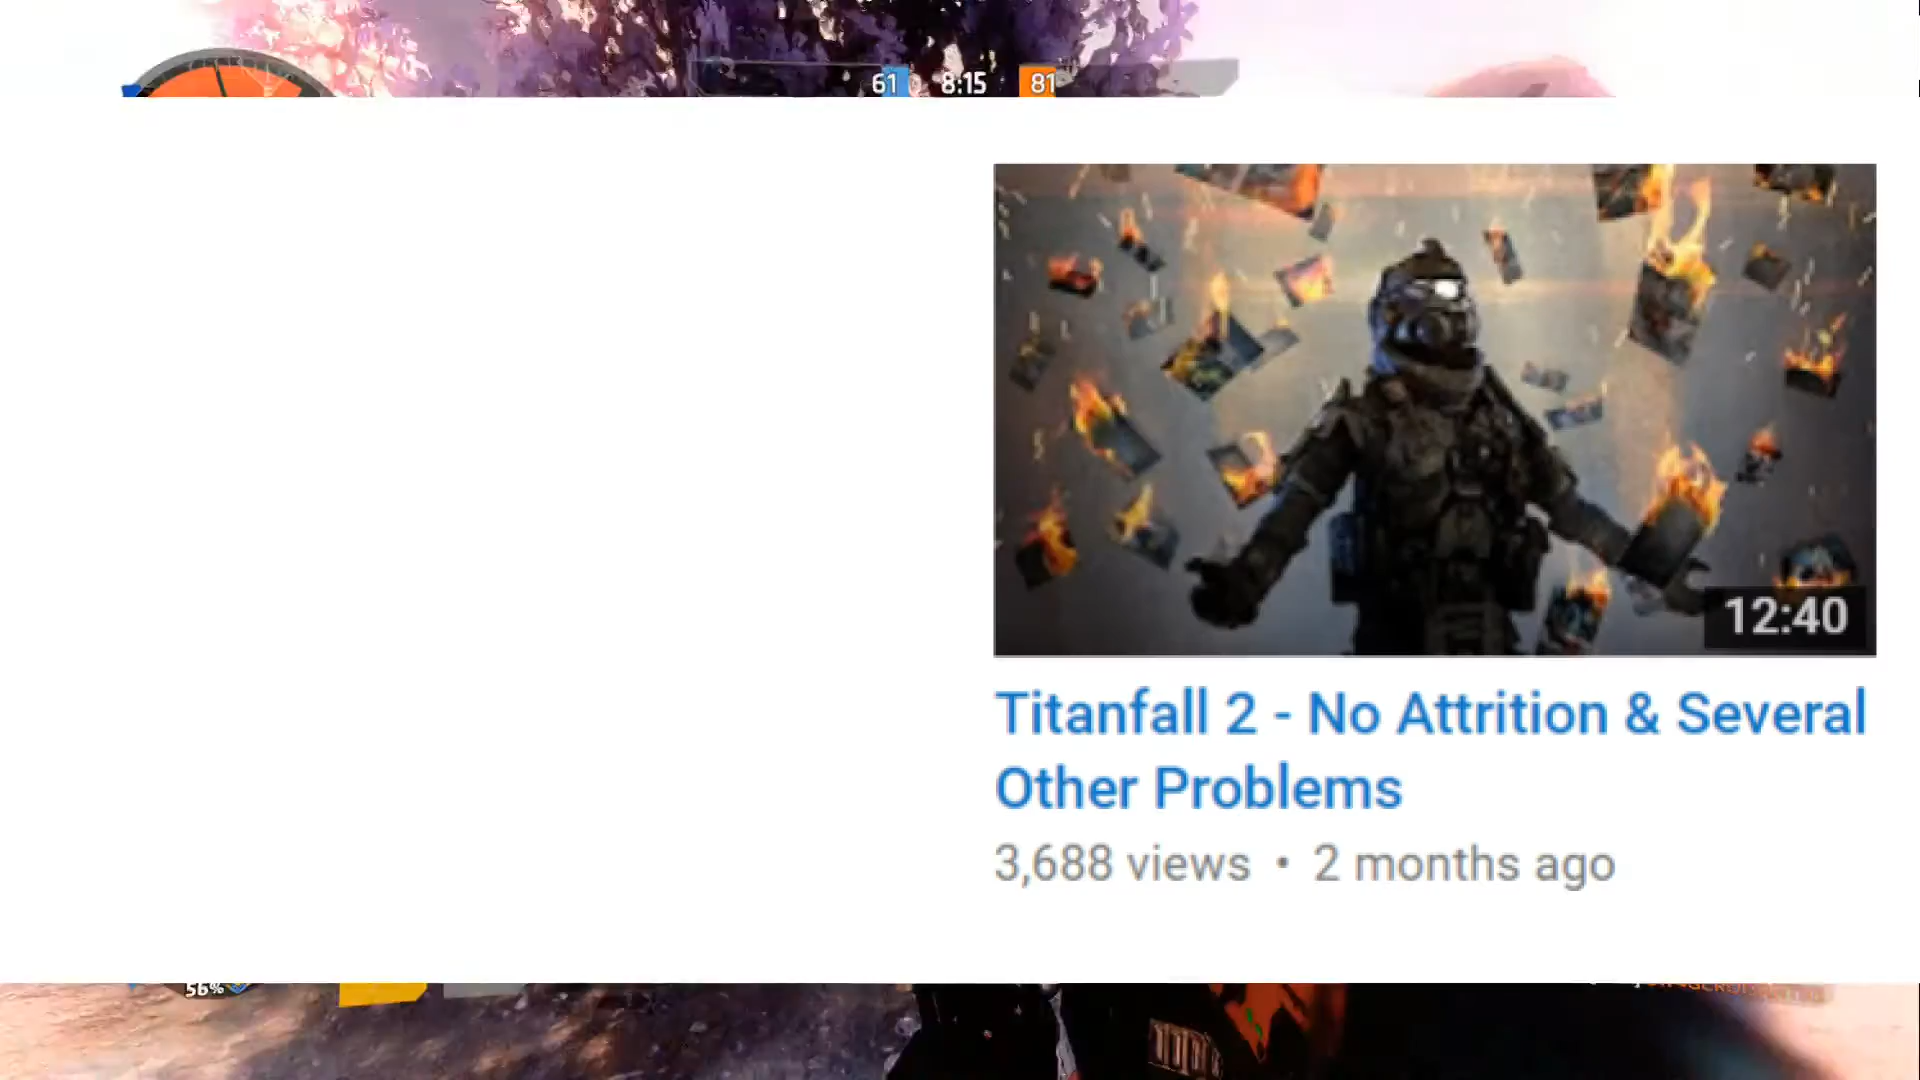 61 8:15 81
12:40
Titanfall 2 - No Attrition & Several
Other Problems
3,688 views • 2 months ago
56%